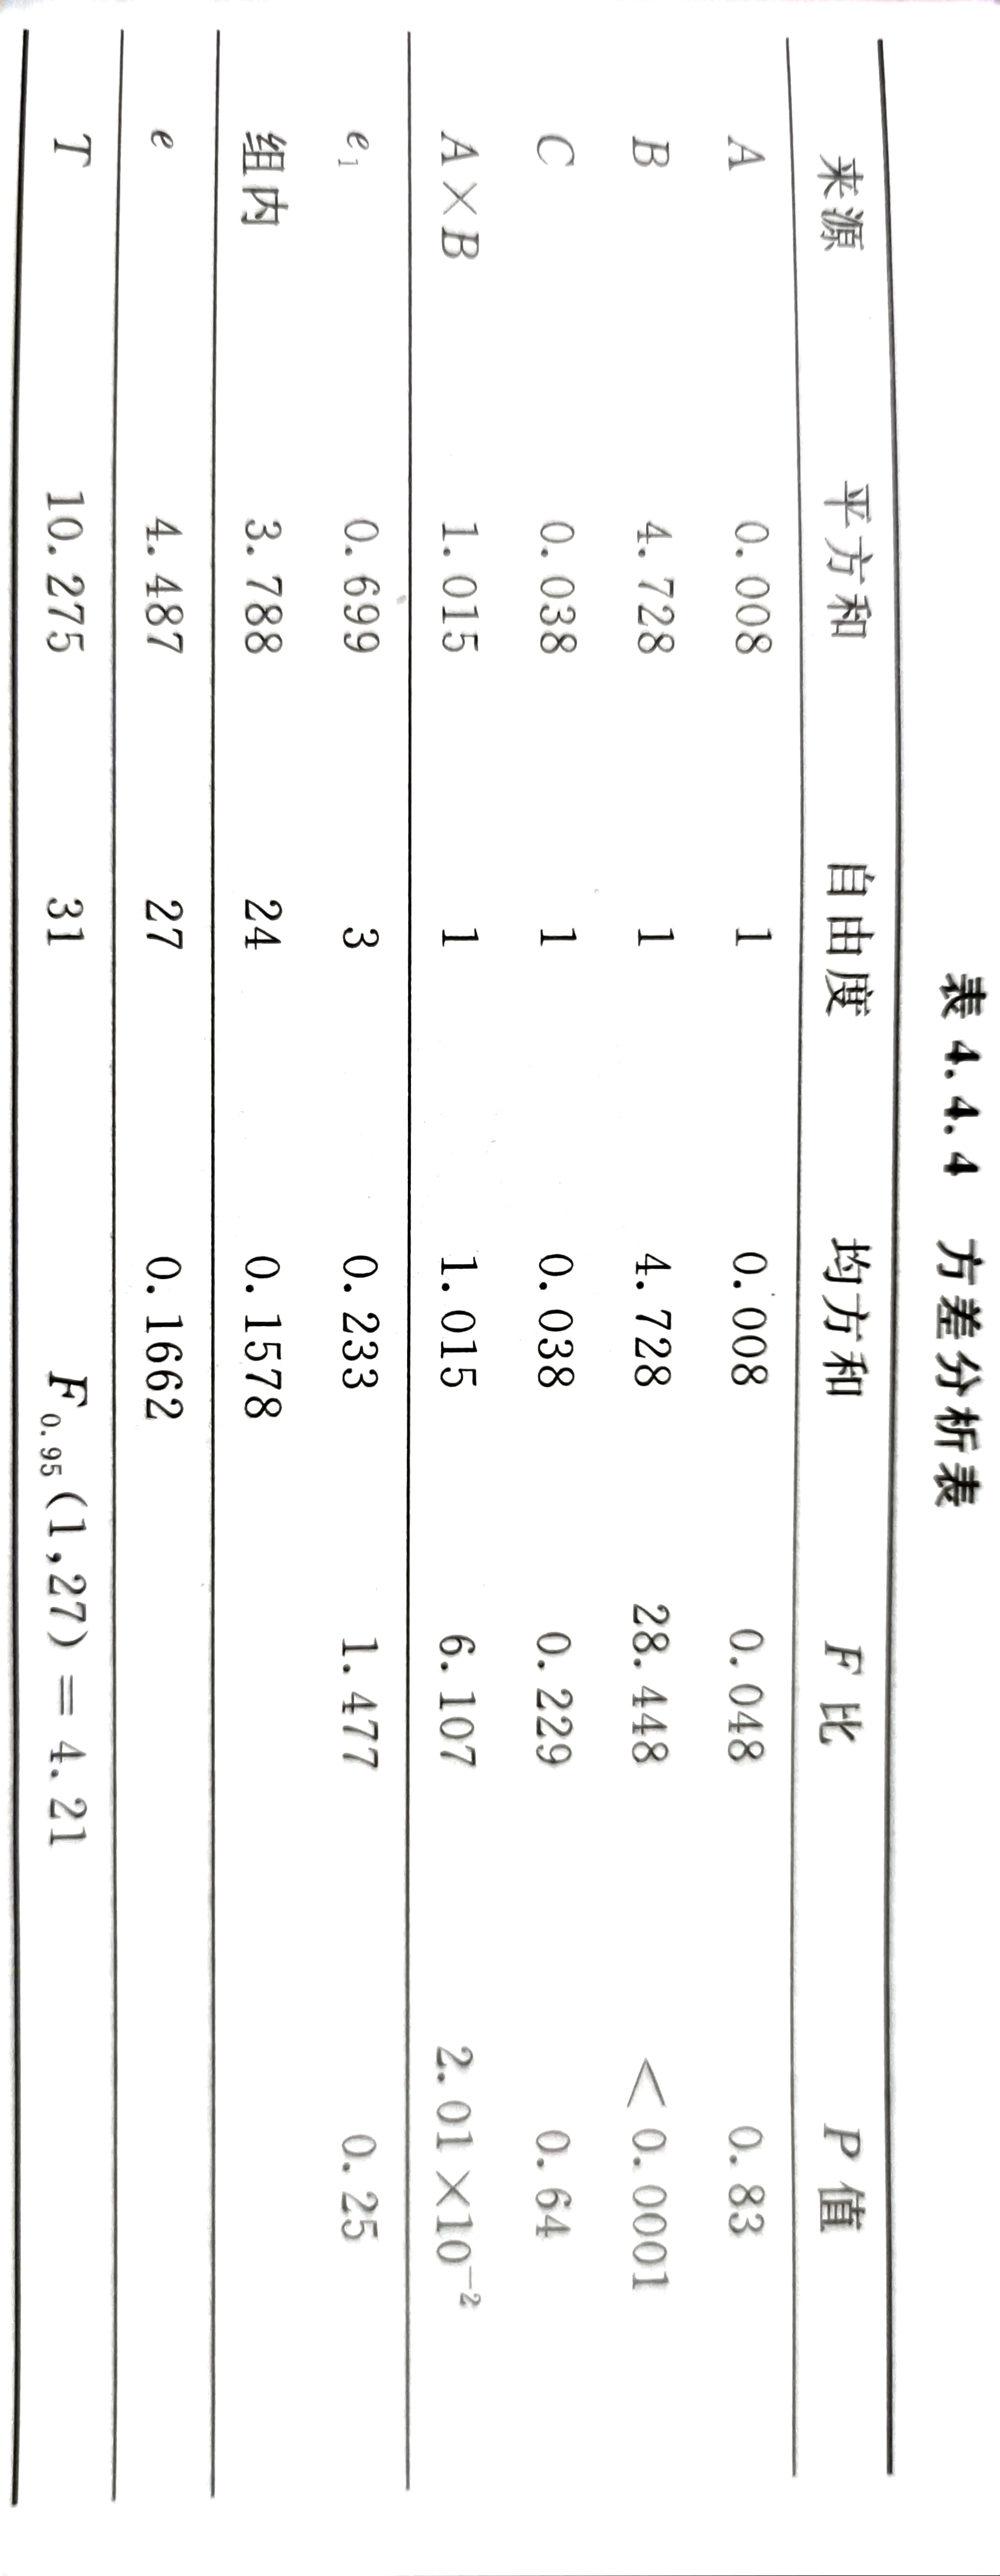 表 4.4.4 方差分析表
来源 平方和 自由度 均方和 F 比 P 值
A 0.008 1 0.008 0.048 0.83
B 4.728 1 4.728 28.448 <0.0001
C 0.038 1 0.038 0.229 0.64
A×B 1.015 1 1.015 6.107 2.01×10⁻²
e₁ 0.699 3 0.233 1.477 0.25
组内 3.788 24 0.1578
e 4.487 27 0.1662
T 10.275 31 F₀.₉₅(1,27)=4.21